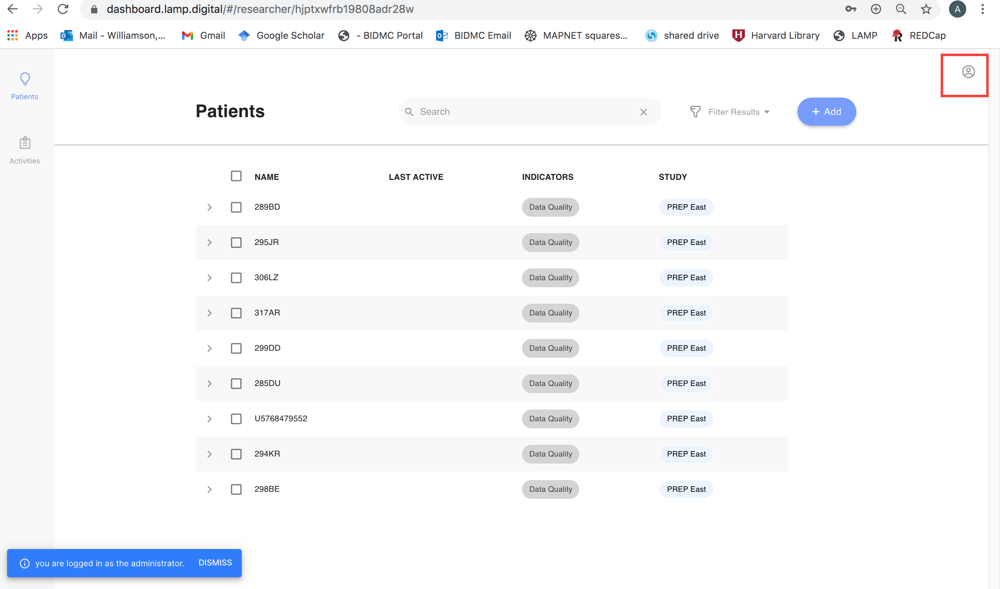 dashboard.lamp.digital/#/researcher/hjptxwfrb19808adr28w
A
Apps Mail - Williamson,... Gmail Google Scholar - BIDMC Portal BIDMC Email MAPNET squares... shared drive Harvard Library LAMP REDCap
Patients
Activities
Patients Search Filter Results + Add
NAME LAST ACTIVE INDICATORS STUDY
289BD Data Quality PREP East
295JR Data Quality PREP East
306LZ Data Quality PREP East
317AR Data Quality PREP East
299DD Data Quality PREP East
285DU Data Quality PREP East
U5768479552 Data Quality PREP East
294KR Data Quality PREP East
298BE Data Quality PREP East
you are logged in as the administrator. DISMISS